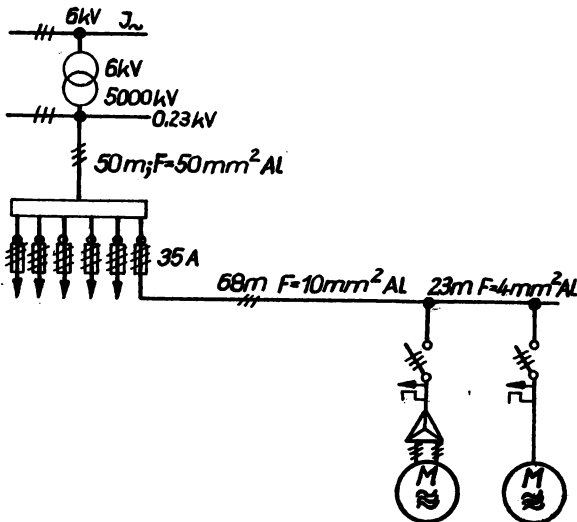 6kV J~
6kV
5000kV
0.23kV
50m; F=50mm² Al
35A
68m F=10mm² Al 23m F=4mm² Al
M M
≈ ≈